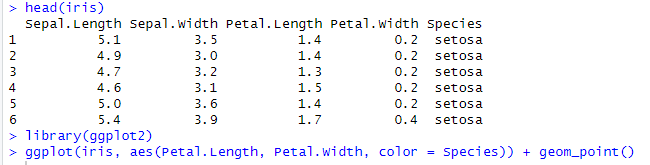 > head(iris)
  Sepal.Length Sepal.Width Petal.Length Petal.Width Species
1          5.1         3.5          1.4         0.2  setosa
2          4.9         3.0          1.4         0.2  setosa
3          4.7         3.2          1.3         0.2  setosa
4          4.6         3.1          1.5         0.2  setosa
5          5.0         3.6          1.4         0.2  setosa
6          5.4         3.9          1.7         0.4  setosa
> library(ggplot2)
> ggplot(iris, aes(Petal.Length, Petal.Width, color = Species)) + geom_point()